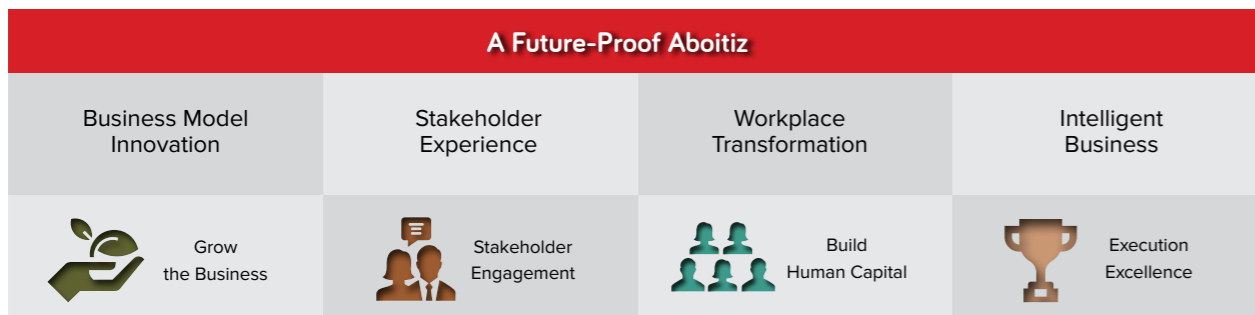 A Future-Proof Aboitiz
Business Model
Innovation
Stakeholder
Experience
Workplace
Transformation
Intelligent
Business
Grow
the Business
Stakeholder
Engagement
Build
Human Capital
Execution
Excellence